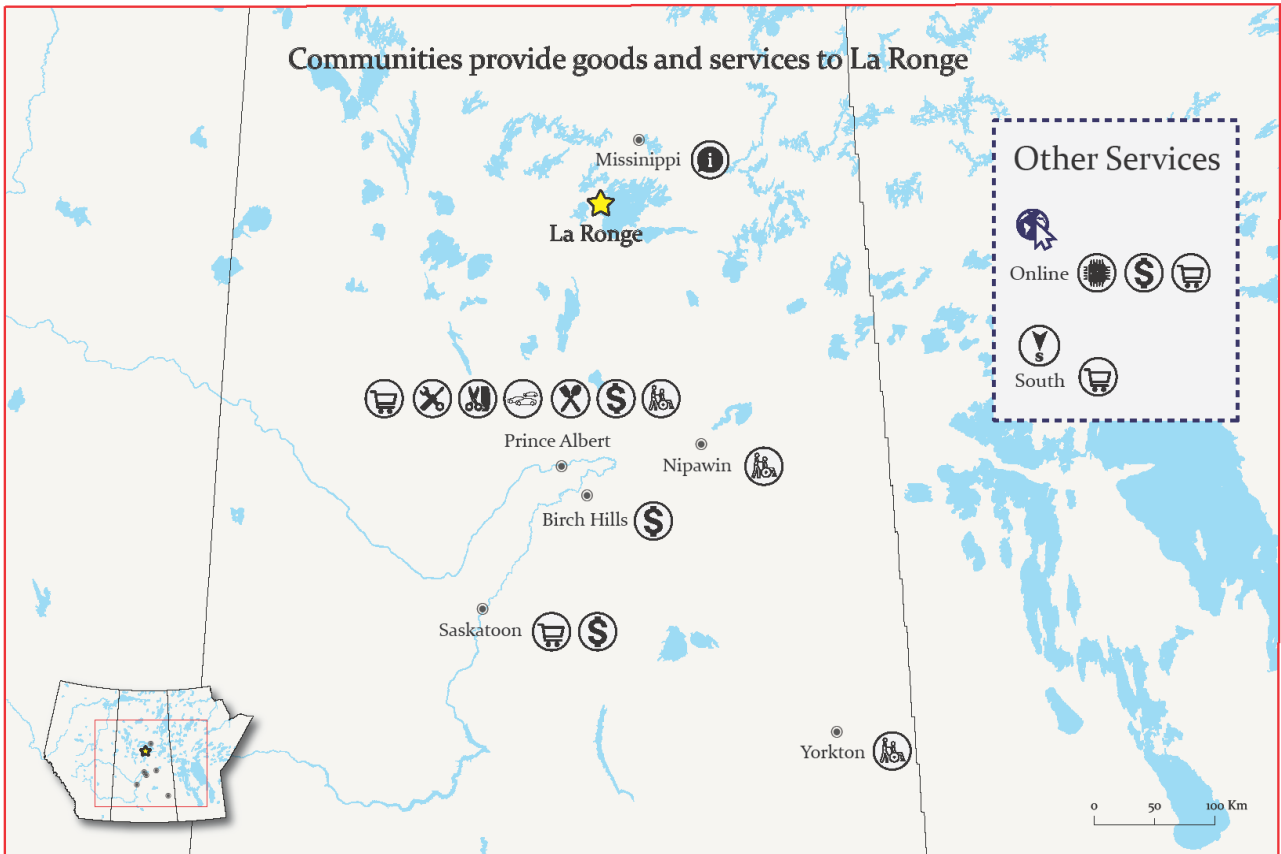 Communities provide goods and services to La Ronge
Missinippi
i
La Ronge
Other Services
Online
$
S
South
$
Prince Albert
Nipawin
Birch Hills
$
Saskatoon
$
Yorkton
0 50 100 Km